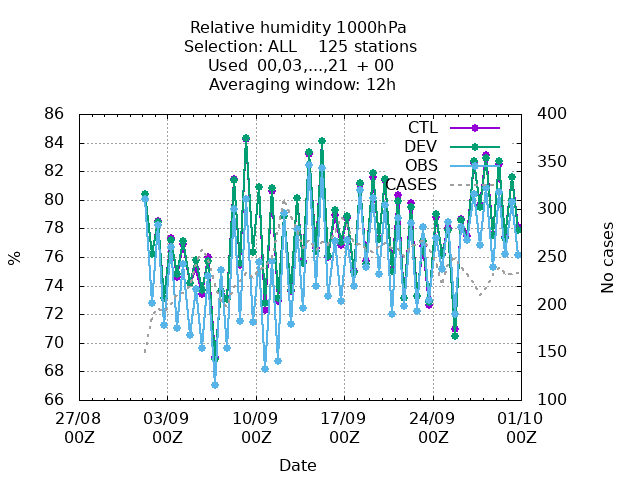 Relative humidity 1000hPa
Selection: ALL    125 stations
Used  00,03,...,21  + 00
Averaging window: 12h
86
84
82
80
78
76
74
72
70
68
66
%
400
350
300
250
200
150
100
No cases
CTL
DEV
OBS
CASES
27/08 03/09 10/09 17/09 24/09 01/10
00Z 00Z 00Z 00Z 00Z 00Z
Date